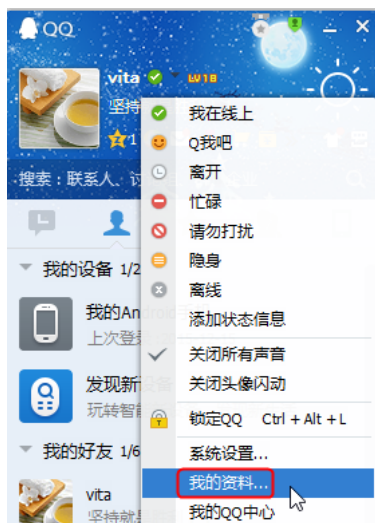 QQ
vita LV18
坚持
1
搜索：联系人、讨
我在线上
Q我吧
离开
忙碌
请勿打扰
隐身
离线
添加状态信息
关闭所有声音
关闭头像闪动
锁定QQ Ctrl + Alt + L
系统设置...
我的资料...
我的QQ中心
我的设备 1/2
我的An
上次登
发现新
玩转智
我的好友 1/6
vita
坚持就